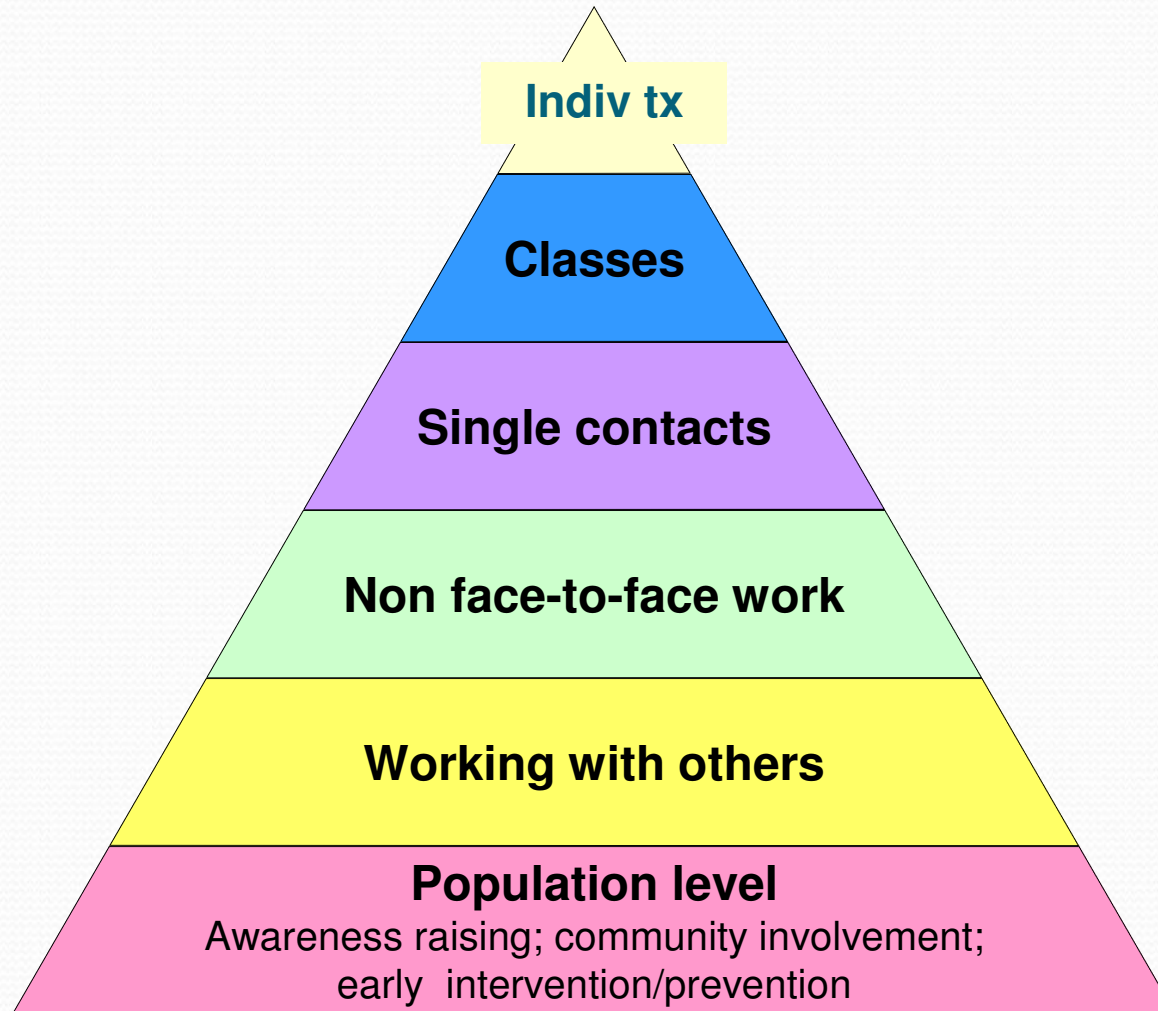 Indiv tx
Classes
Single contacts
Non face-to-face work
Working with others
Population level
Awareness raising; community involvement;
early  intervention/prevention